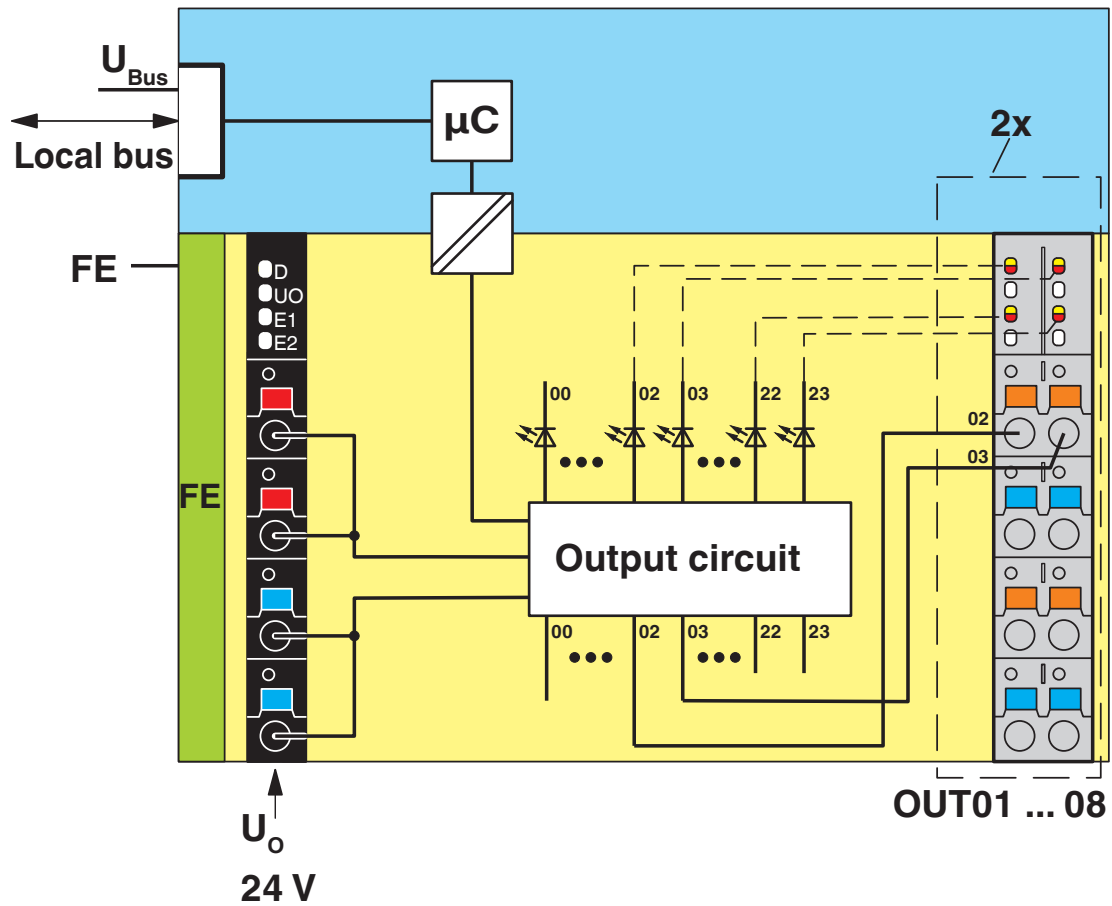 U Bus
Local bus
µC
2x
FE
D
UO
E1
E2
00
02
03
22
23
02
03
FE
Output circuit
00
02
03
22
23
OUT01 ... 08
UO
24 V